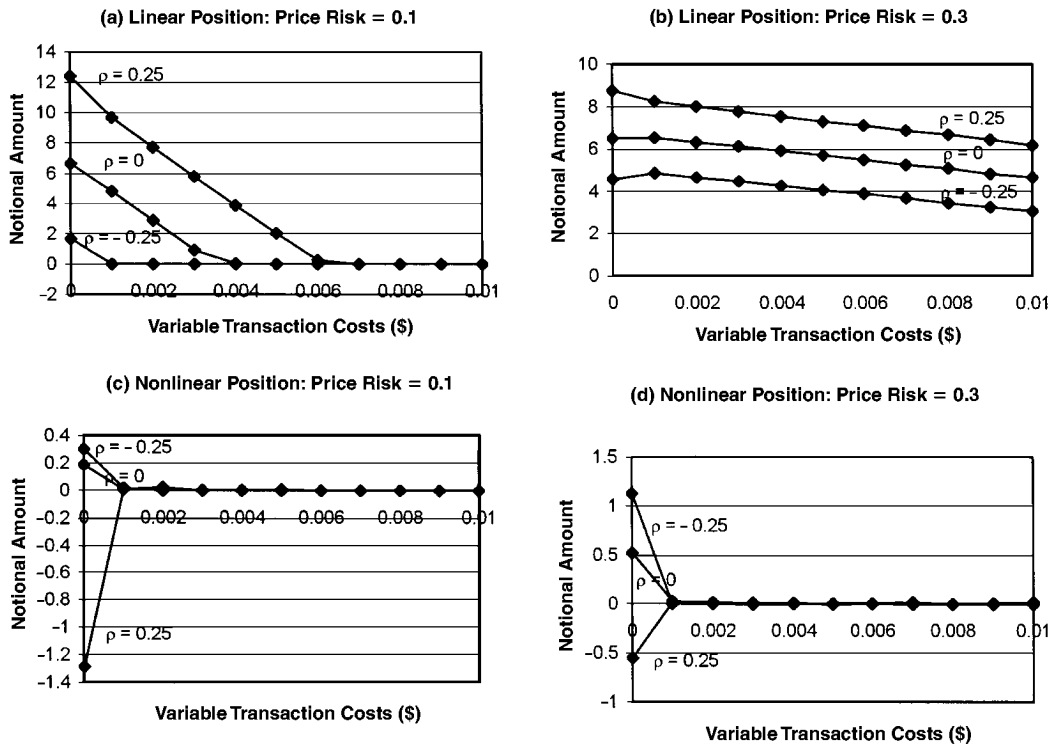 (a) Linear Position: Price Risk = 0.1
14
12
10
8
6
4
2
0
−2
Notional Amount
ρ = 0.25
ρ = 0
ρ = − 0.25
0 0.002 0.004 0.006 0.008 0.01
Variable Transaction Costs ($)
(b) Linear Position: Price Risk = 0.3
10
8
6
4
2
0
Notional Amount
ρ = 0.25
ρ = 0
ρ = − 0.25
0 0.002 0.004 0.006 0.008 0.01
Variable Transaction Costs ($)
(c) Nonlinear Position: Price Risk = 0.1
0.4
0.2
0
−0.2
−0.4
−0.6
−0.8
−1
−1.2
−1.4
Notional Amount
ρ = − 0.25
ρ = 0
ρ = 0.25
0 0.002 0.004 0.006 0.008 0.01
Variable Transaction Costs ($)
(d) Nonlinear Position: Price Risk = 0.3
1.5
1
0.5
0
−0.5
−1
Notional Amount
ρ = − 0.25
ρ = 0
ρ = 0.25
0 0.002 0.004 0.006 0.008 0.01
Variable Transaction Costs ($)